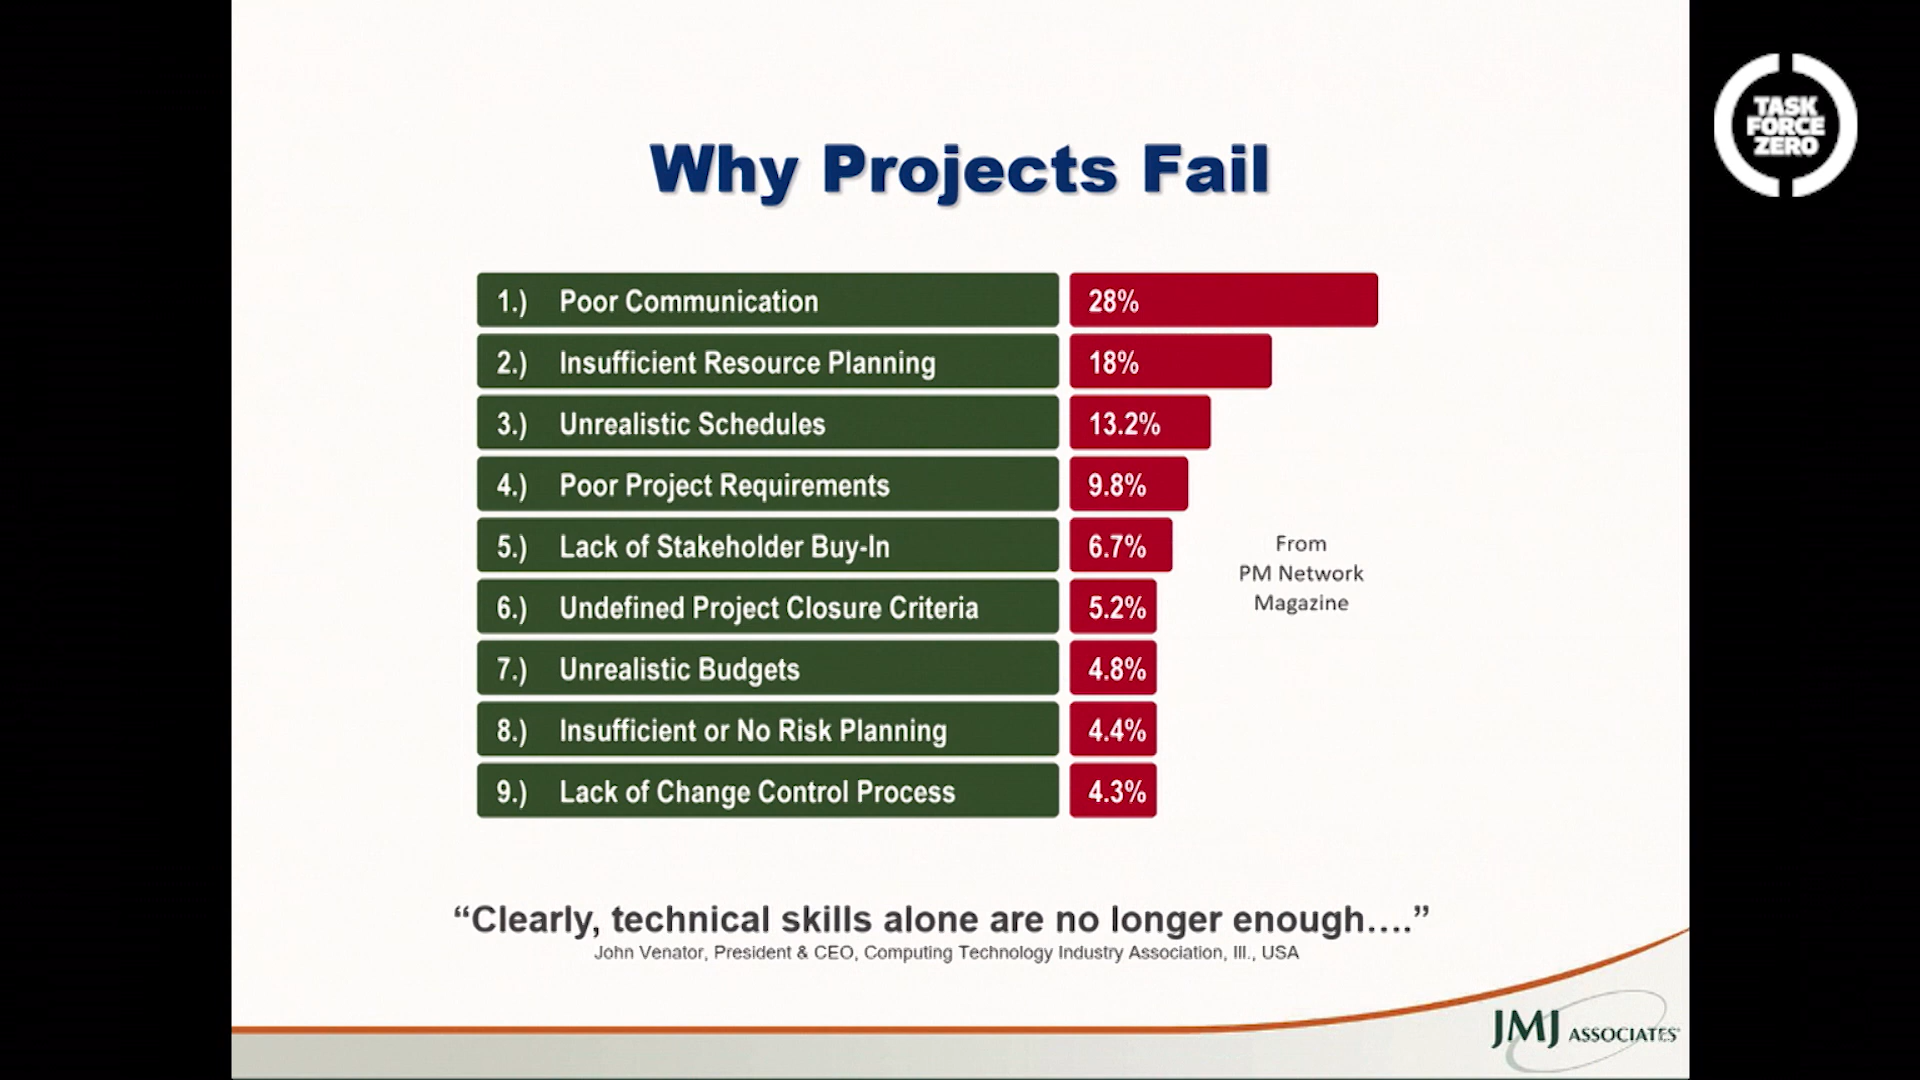 TASK
FORCE
ZERO
Why Projects Fail
1.) Poor Communication 28%
2.) Insufficient Resource Planning 18%
3.) Unrealistic Schedules 13.2%
4.) Poor Project Requirements 9.8%
5.) Lack of Stakeholder Buy-In 6.7%
6.) Undefined Project Closure Criteria 5.2%
7.) Unrealistic Budgets 4.8%
8.) Insufficient or No Risk Planning 4.4%
9.) Lack of Change Control Process 4.3%
From
PM Network
Magazine
“Clearly, technical skills alone are no longer enough….”
John Venator, President & CEO, Computing Technology Industry Association, Ill., USA
JMJ ASSOCIATES